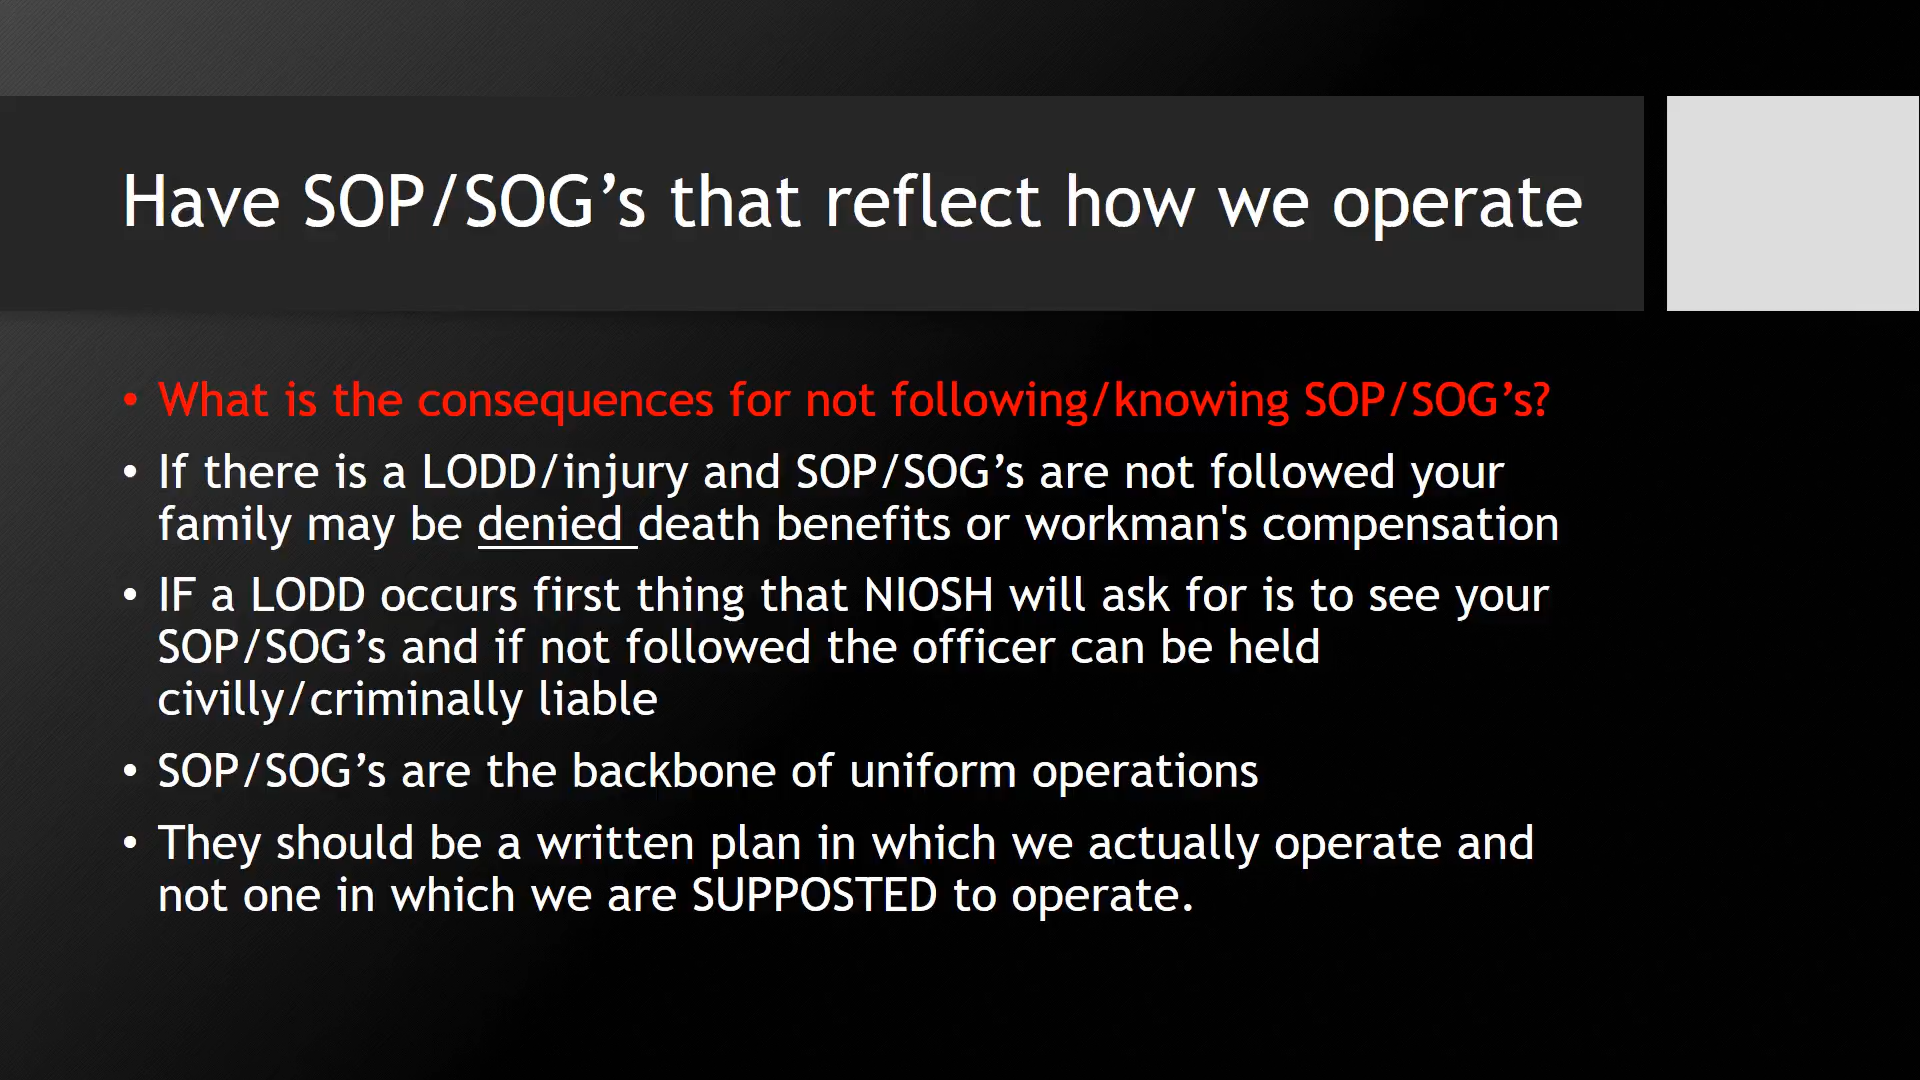 Have SOP/SOG’s that reflect how we operate
• What is the consequences for not following/knowing SOP/SOG’s?
• If there is a LODD/injury and SOP/SOG’s are not followed your
family may be denied death benefits or workman's compensation
• IF a LODD occurs first thing that NIOSH will ask for is to see your
SOP/SOG’s and if not followed the officer can be held
civilly/criminally liable
• SOP/SOG’s are the backbone of uniform operations
• They should be a written plan in which we actually operate and
not one in which we are SUPPOSTED to operate.